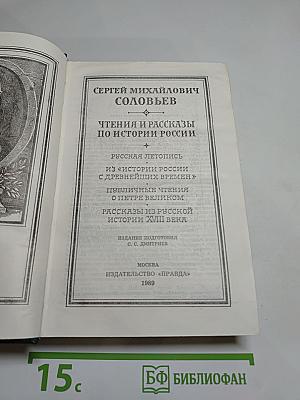 СЕРГЕЙ МИХАЙЛОВИЧ
СОЛОВЬЕВ
ЧТЕНИЯ И РАССКАЗЫ
ПО ИСТОРИИ РОССИИ
РУССКАЯ ЛЕТОПИСЬ
ИЗ «ИСТОРИИ РОССИИ
С ДРЕВНЕЙШИХ ВРЕМЕН»
ПУБЛИЧНЫЕ ЧТЕНИЯ
О ПЕТРЕ ВЕЛИКОМ
РАССКАЗЫ ИЗ РУССКОЙ
ИСТОРИИ XVIII ВЕКА
ИЗДАНИЕ ПОДГОТОВИЛ
С. С. ДМИТРИЕВ
МОСКВА
ИЗДАТЕЛЬСТВО «ПРАВДА»
1989
15с
БФ БИБЛИОФАН